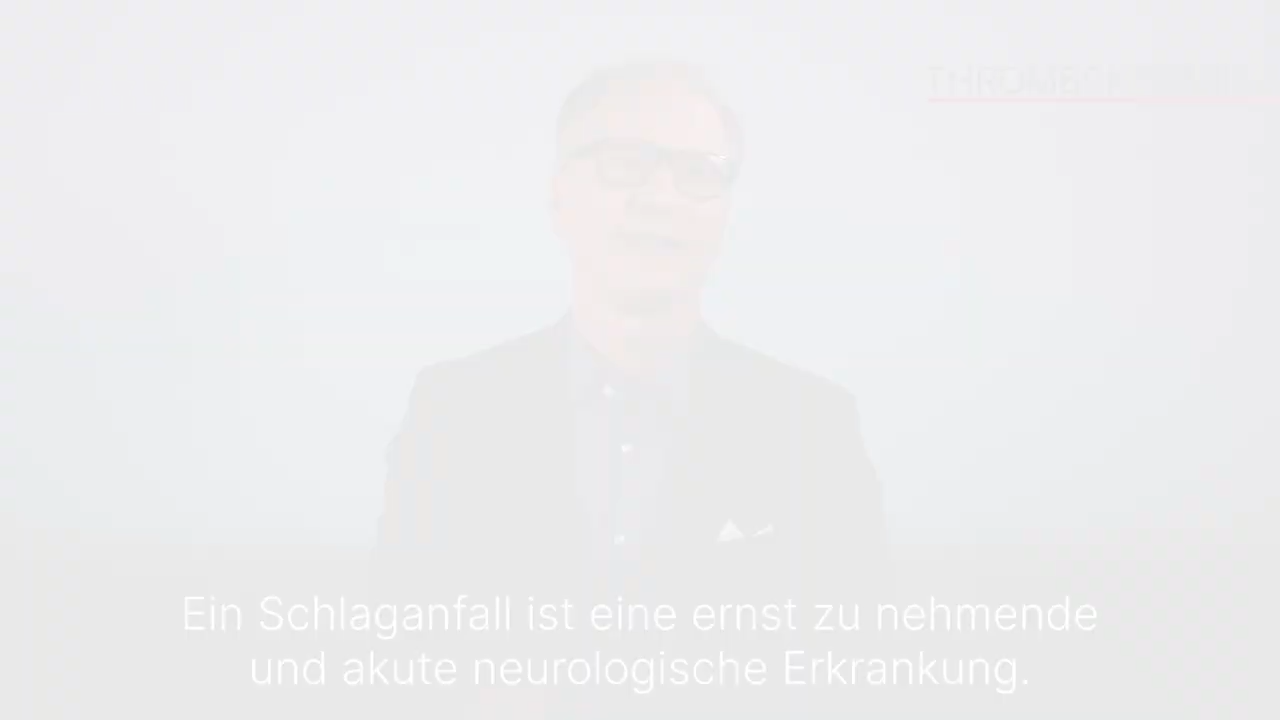 Ein Schlaganfall ist eine ernst zu nehmende
und akute neurologische Erkrankung.